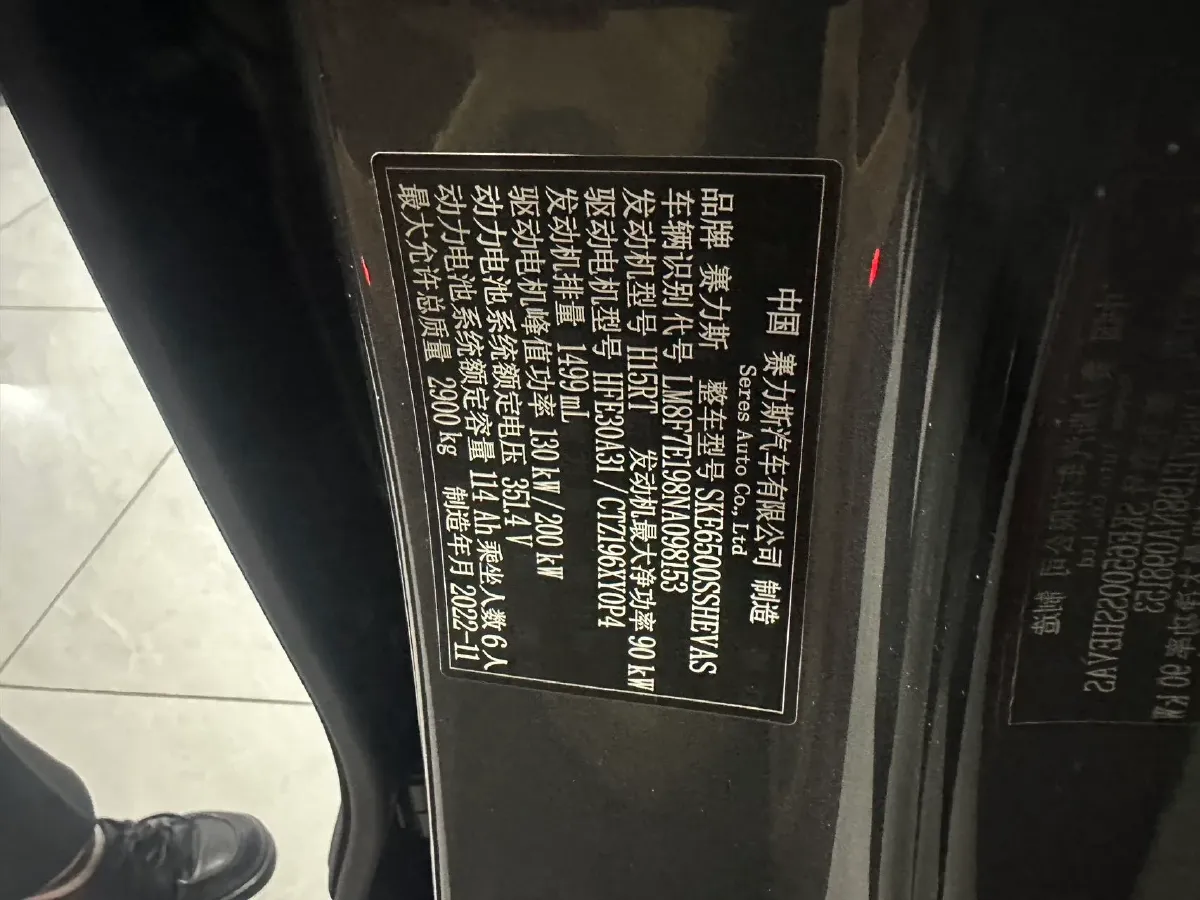 中国 赛力斯汽车有限公司 制造
Seres Auto Co., Ltd
品牌 赛力斯 整车型号 SKE6500SSHEVAS
车辆识别代号 LM8F7E198NA098153
发动机型号 H15RT 发动机最大净功率 90 kW
驱动电机型号 HFE30A31 / CTZ196XY0P4
发动机排量 1499 mL
驱动电机峰值功率 130 kW / 200 kW
动力电池系统额定电压 351.4 V
动力电池系统额定容量 114 Ah 乘坐人数 6 人
最大允许总质量 2900 kg 制造年月 2022-11